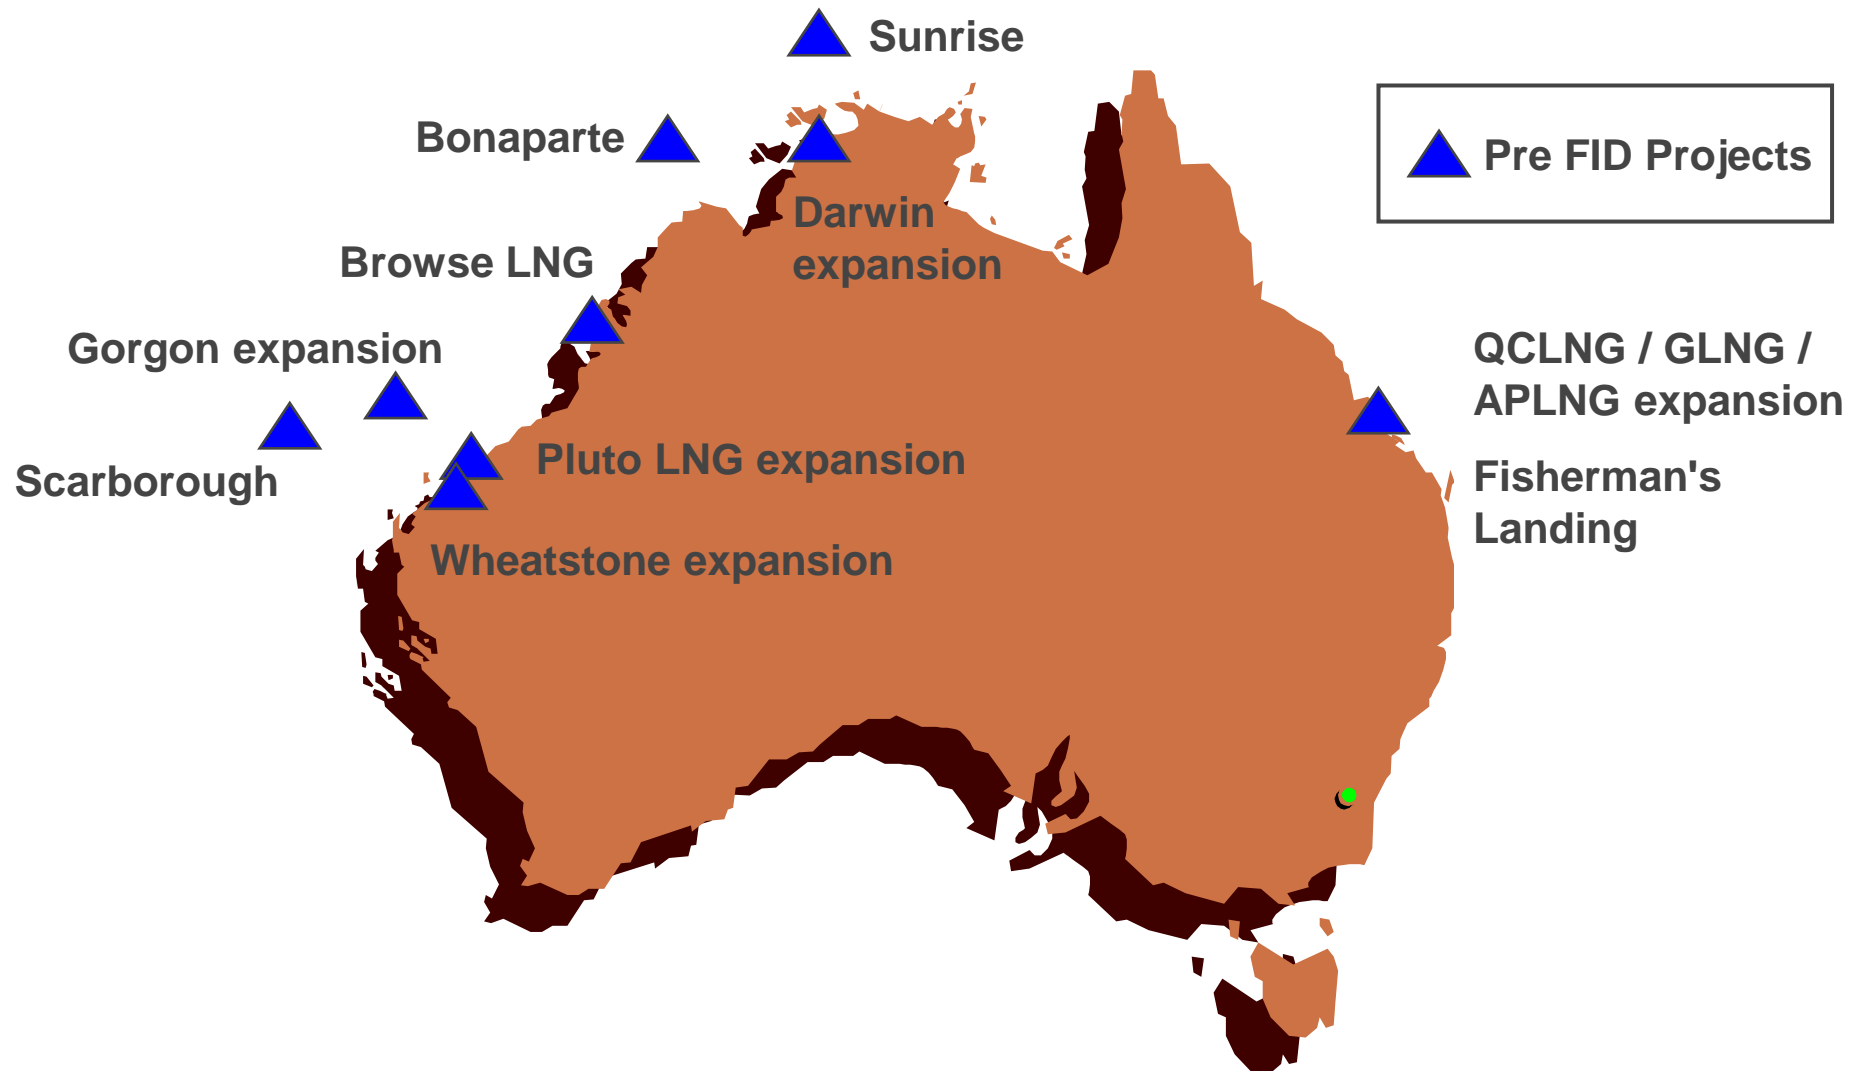 Sunrise
Bonaparte
Pre FID Projects
Darwin
expansion
Browse LNG
Gorgon expansion
QCLNG / GLNG /
APLNG expansion
Scarborough
Pluto LNG expansion
Fisherman's
Landing
Wheatstone expansion